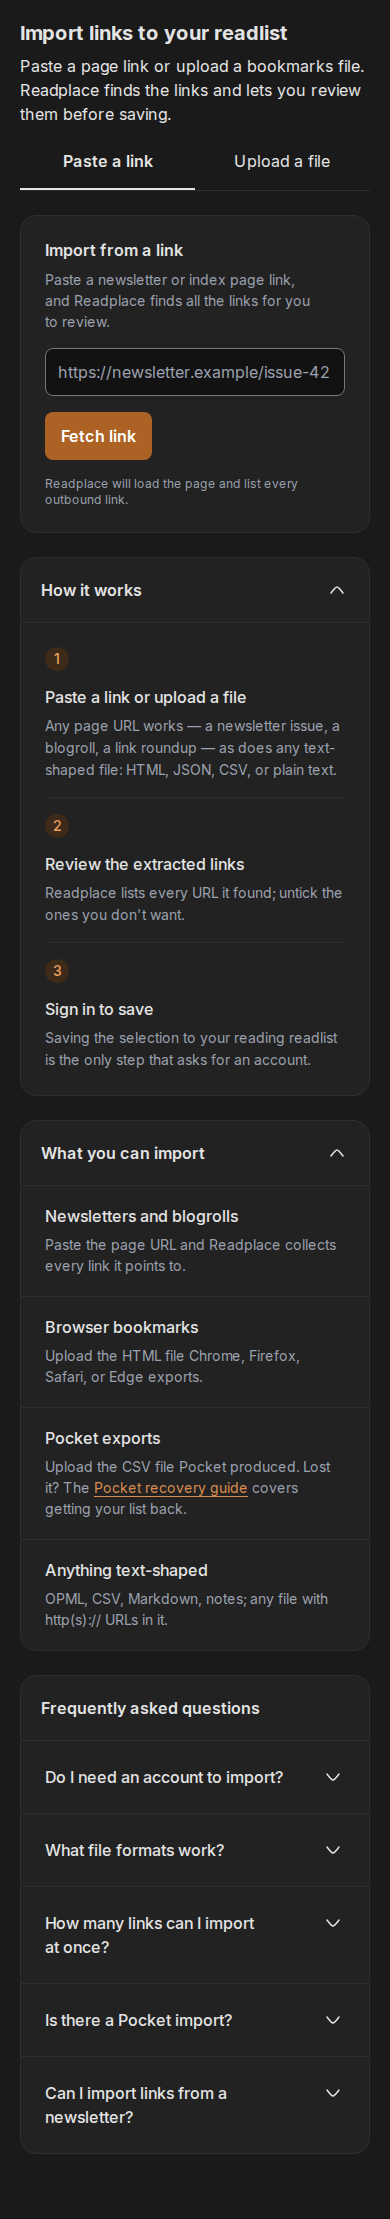 Import links to your readlist
Paste a page link or upload a bookmarks file.
Readplace finds the links and lets you review
them before saving.
Paste a link
Upload a file
Import from a link
Paste a newsletter or index page link,
and Readplace finds all the links for you
to review.
https://newsletter.example/issue-42
Fetch link
Readplace will load the page and list every
outbound link.
How it works
1
Paste a link or upload a file
Any page URL works — a newsletter issue, a
blogroll, a link roundup — as does any text-
shaped file: HTML, JSON, CSV, or plain text.
2
Review the extracted links
Readplace lists every URL it found; untick the
ones you don't want.
3
Sign in to save
Saving the selection to your reading readlist
is the only step that asks for an account.
What you can import
Newsletters and blogrolls
Paste the page URL and Readplace collects
every link it points to.
Browser bookmarks
Upload the HTML file Chrome, Firefox,
Safari, or Edge exports.
Pocket exports
Upload the CSV file Pocket produced. Lost
it? The Pocket recovery guide covers
getting your list back.
Anything text-shaped
OPML, CSV, Markdown, notes; any file with
http(s):// URLs in it.
Frequently asked questions
Do I need an account to import?
What file formats work?
How many links can I import
at once?
Is there a Pocket import?
Can I import links from a
newsletter?